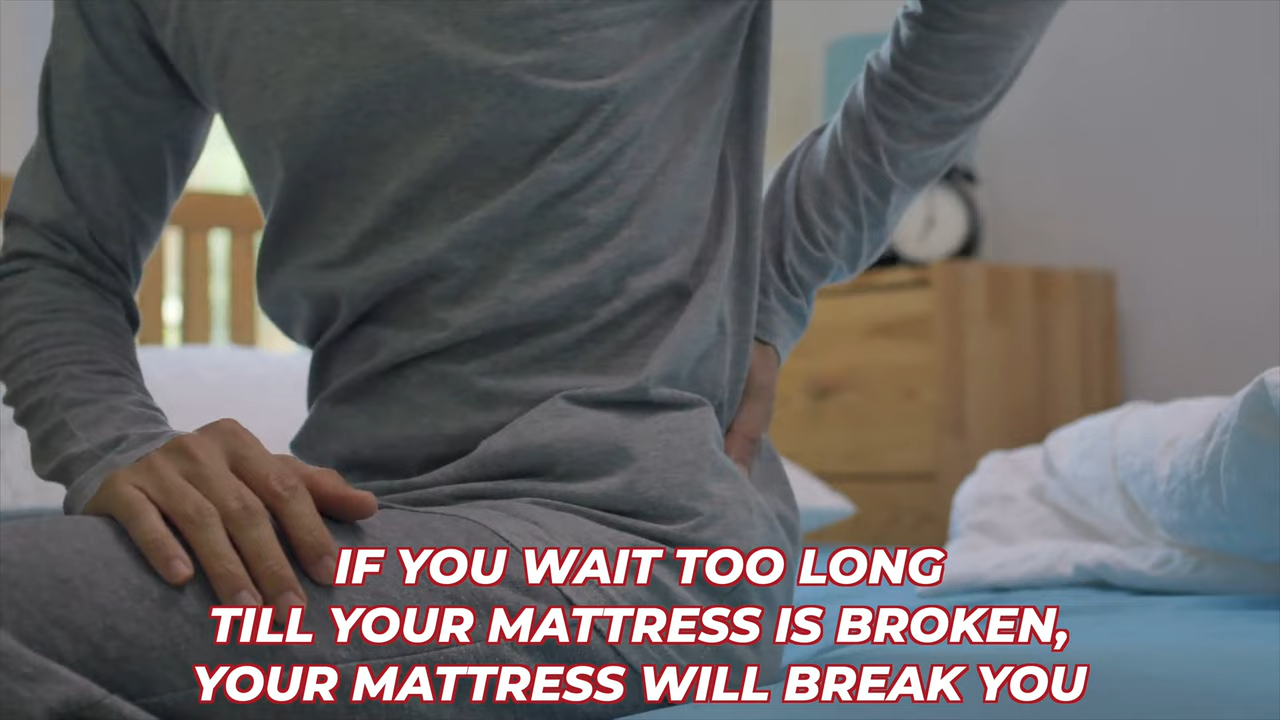 IF YOU WAIT TOO LONG
TILL YOUR MATTRESS IS BROKEN,
YOUR MATTRESS WILL BREAK YOU